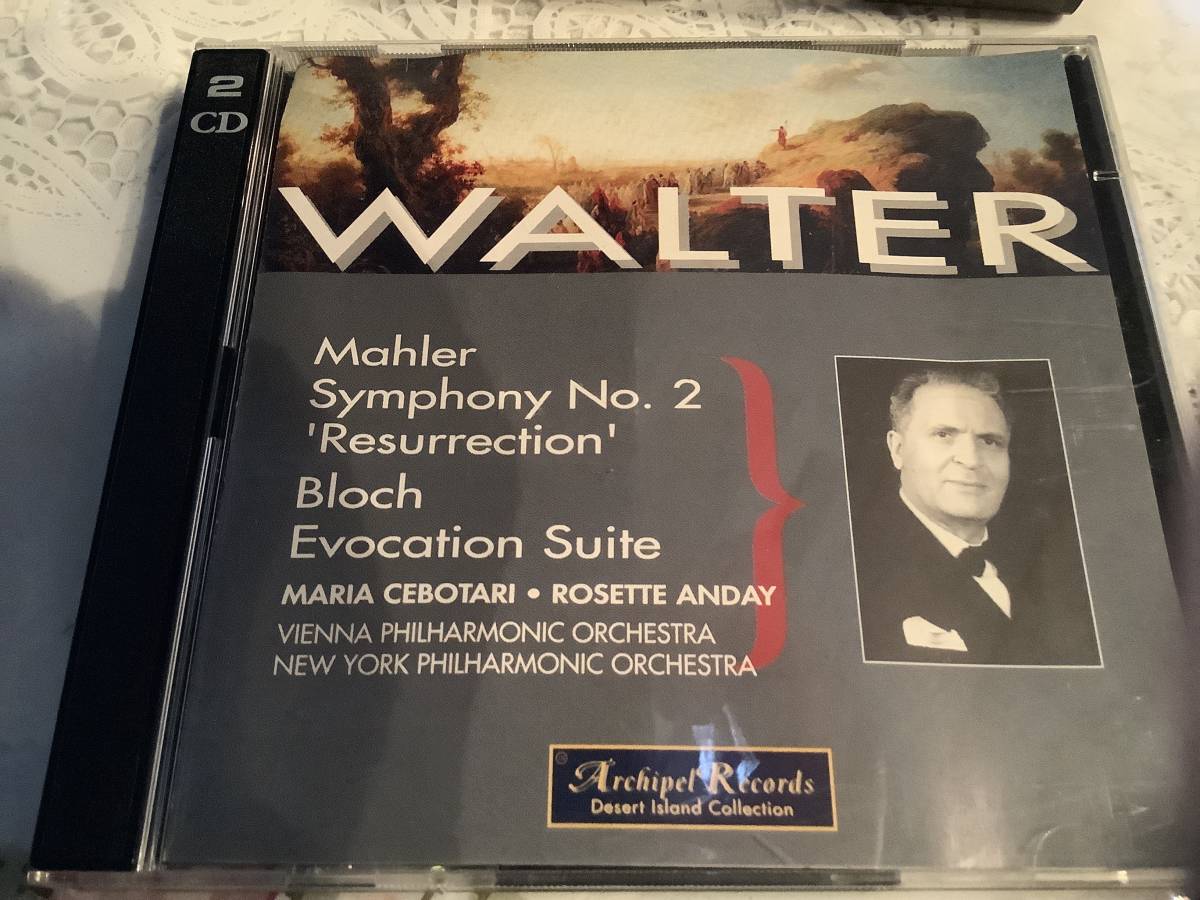 2
CD
WALTER
Mahler
Symphony No. 2
'Resurrection'
Bloch
Evocation Suite
MARIA CEBOTARI • ROSETTE ANDAY
VIENNA PHILHARMONIC ORCHESTRA
NEW YORK PHILHARMONIC ORCHESTRA
Archipel Records
Desert Island Collection